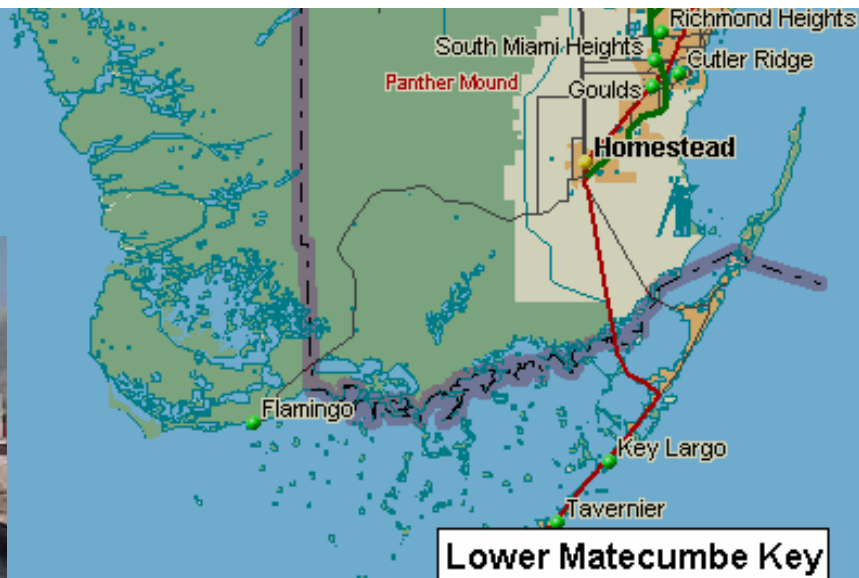 Richmond Heights
South Miami Heights
Cutler Ridge
Panther Mound
Goulds
Homestead
Flamingo
Key Largo
Tavernier
Lower Matecumbe Key